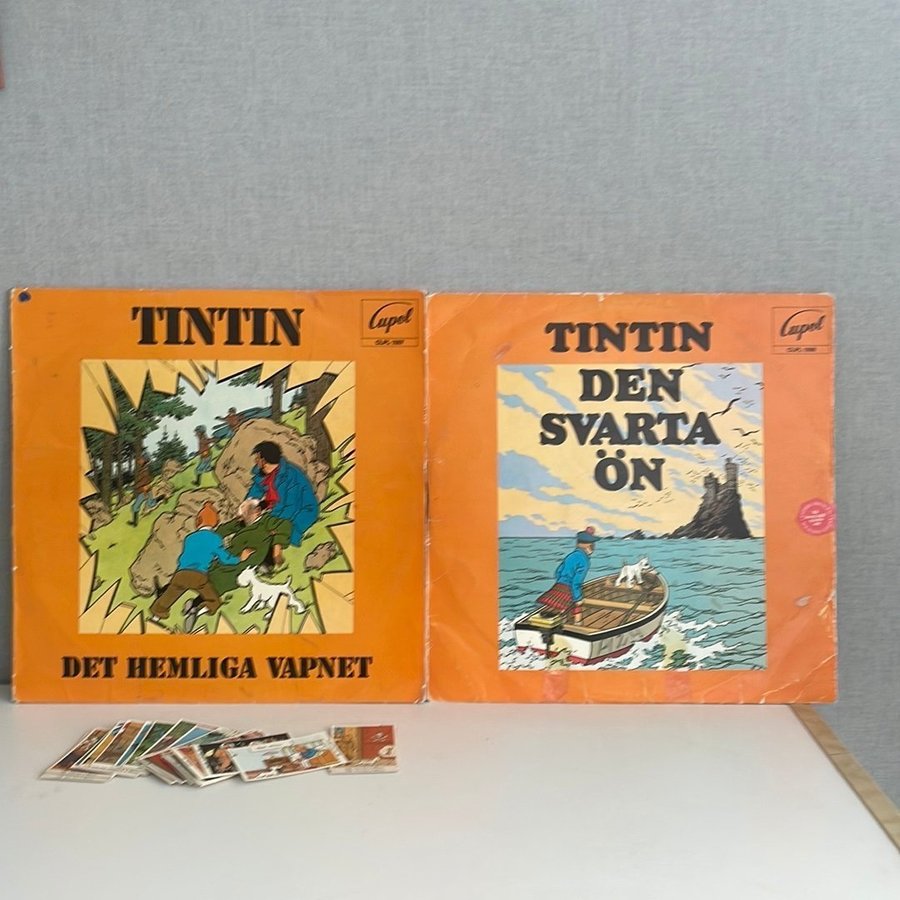 TINTIN
Cupol
DET HEMLIGA VAPNET
TINTIN
DEN
SVARTA
ÖN
Cupol